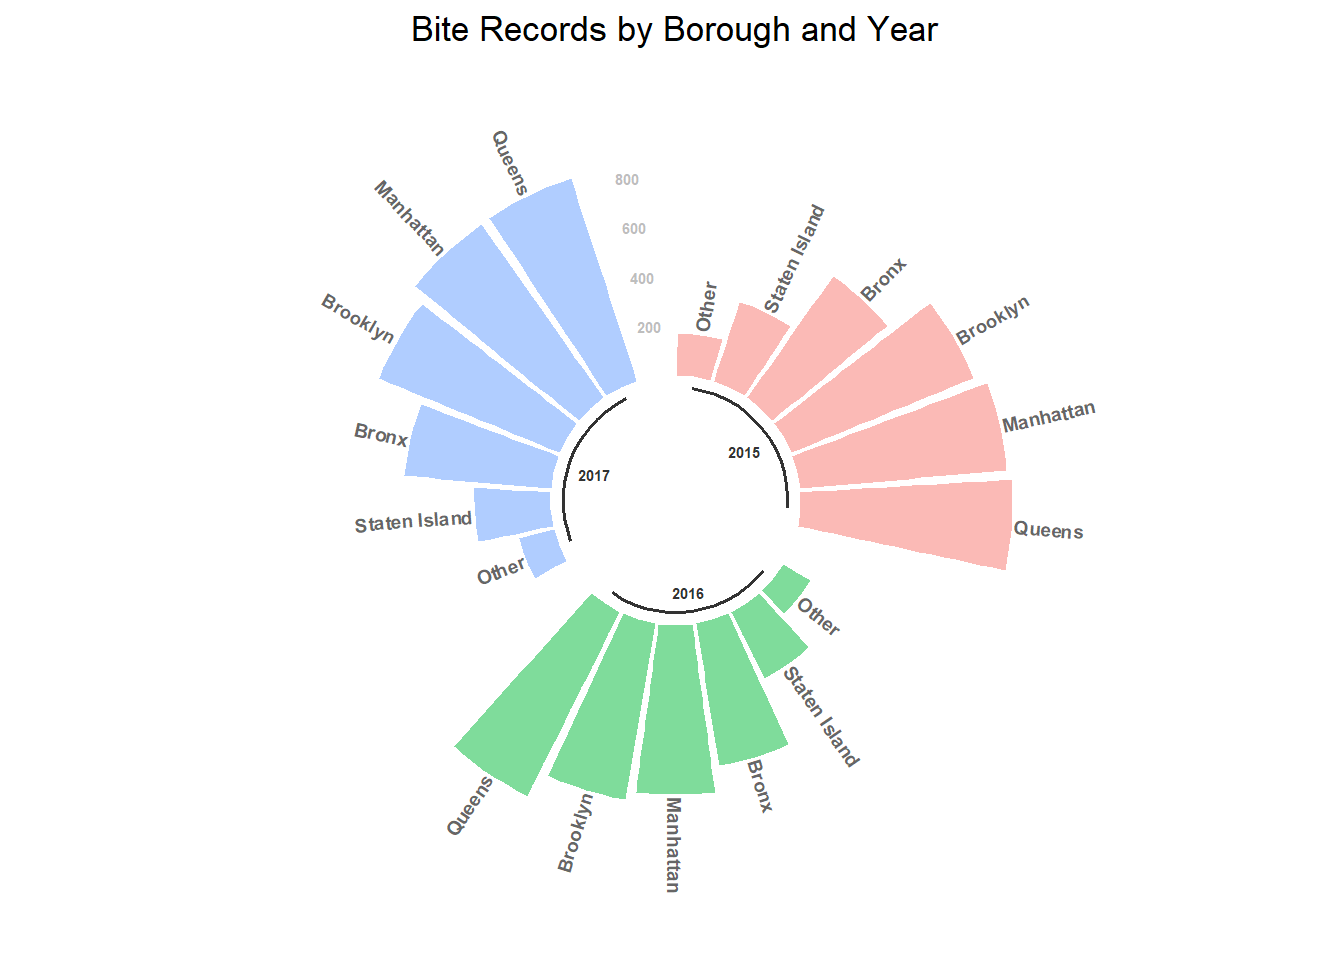 Bite Records by Borough and Year
800
600
400
200
Other
Staten Island
Bronx
Brooklyn
Manhattan
Queens
2015
Other
Staten Island
Bronx
Manhattan
Brooklyn
Queens
2016
Other
Staten Island
Bronx
Brooklyn
Manhattan
Queens
2017